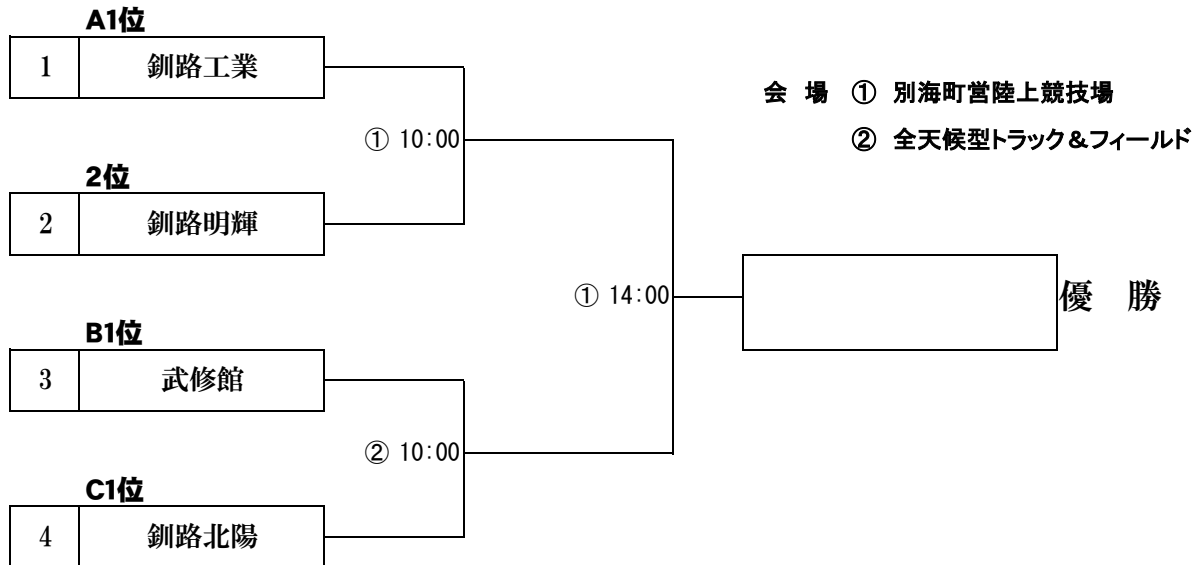 A1位
1 釧路工業
会 場 ① 別海町営陸上競技場
① 10:00
② 全天候型トラック&フィールド
2位
2 釧路明輝
① 14:00
優 勝
B1位
3 武修館
② 10:00
C1位
4 釧路北陽